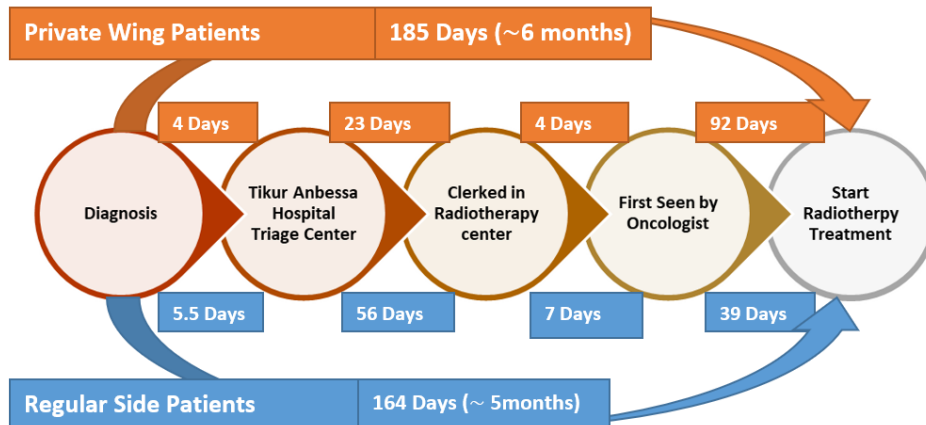 Private Wing Patients
185 Days (~6 months)
4 Days
23 Days
4 Days
92 Days
Diagnosis
Tikur Anbessa
Hospital
Triage Center
Clerked in
Radiotherapy
center
First Seen by
Oncologist
Start
Radiotherpy
Treatment
5.5 Days
56 Days
7 Days
39 Days
Regular Side Patients
164 Days (~ 5months)